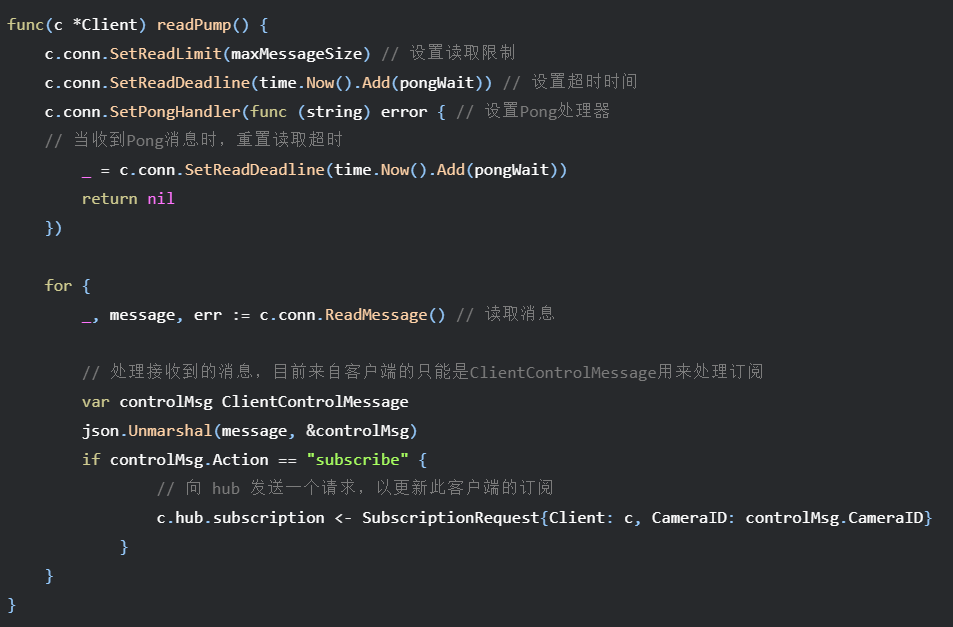 func(c *Client) readPump() {
    c.conn.SetReadLimit(maxMessageSize) // 设置读取限制
    c.conn.SetReadDeadline(time.Now().Add(pongWait)) // 设置超时时间
    c.conn.SetPongHandler(func (string) error { // 设置Pong处理器
    // 当收到Pong消息时，重置读取超时
        _ = c.conn.SetReadDeadline(time.Now().Add(pongWait))
        return nil
    })

    for {
        _, message, err := c.conn.ReadMessage() // 读取消息

        // 处理接收到的消息，目前来自客户端的只能是ClientControlMessage用来处理订阅
        var controlMsg ClientControlMessage
        json.Unmarshal(message, &controlMsg)
        if controlMsg.Action == "subscribe" {
                // 向 hub 发送一个请求，以更新此客户端的订阅
                c.hub.subscription <- SubscriptionRequest{Client: c, CameraID: controlMsg.CameraID}
            }
    }
}